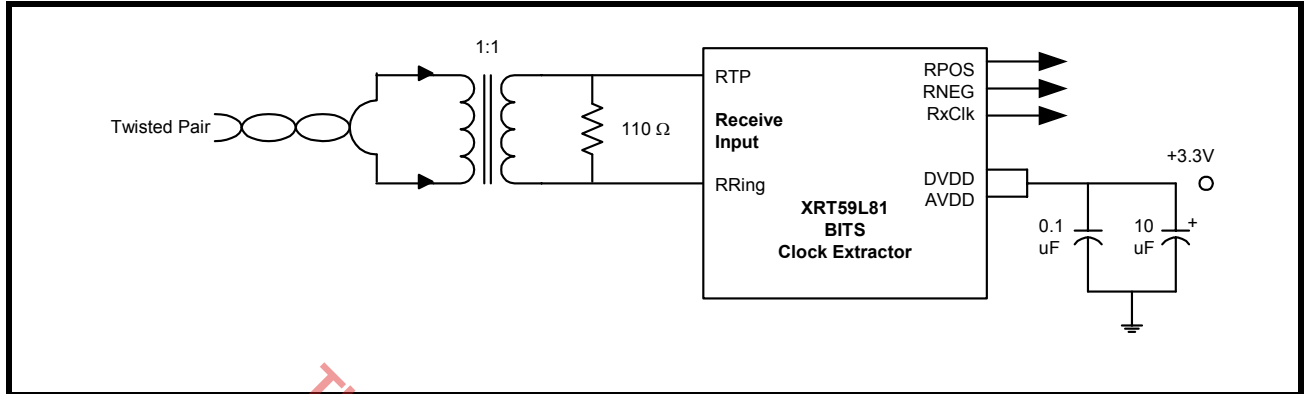 1:1
Twisted Pair
110 Ω
RTP
Receive
Input
RRing
XRT59L81
BITS
Clock Extractor
RPOS
RNEG
RxClk
DVDD
AVDD
+3.3V
0.1
uF
10
uF
+